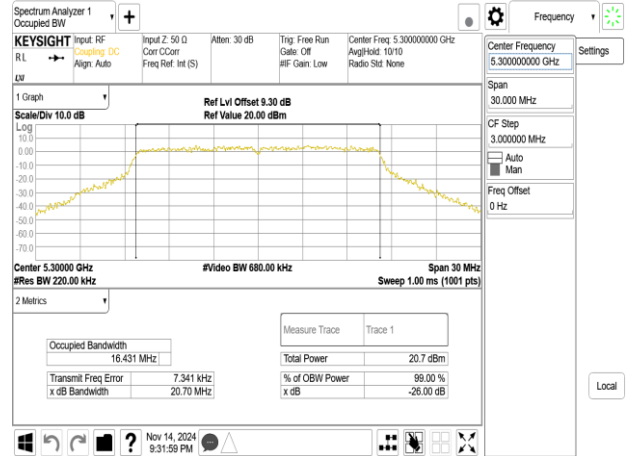 Spectrum Analyzer 1
Occupied BW
Frequency
KEYSIGHT
Input: RF
Coupling: DC
Align: Auto
Input Z: 50 Ω
Corr CCorr
Freq Ref: Int (S)
Atten: 30 dB
Trig: Free Run
Gate: Off
#IF Gain: Low
Center Freq: 5.300000000 GHz
Avg|Hold: 10/10
Radio Std: None
RL
Center Frequency
5.300000000 GHz
Settings
Span
30.000 MHz
CF Step
3.000000 MHz
Auto
Man
Freq Offset
0 Hz
Local
1 Graph
Scale/Div 10.0 dB
Ref Lvl Offset 9.30 dB
Ref Value 20.00 dBm
Log
10.0
0.00
-10.0
-20.0
-30.0
-40.0
-50.0
-60.0
-70.0
Center 5.30000 GHz
#Res BW 220.00 kHz
#Video BW 680.00 kHz
Span 30 MHz
Sweep 1.00 ms (1001 pts)
2 Metrics
Measure Trace Trace 1
Occupied Bandwidth
16.431 MHz
Total Power 20.7 dBm
Transmit Freq Error 7.341 kHz
% of OBW Power 99.00 %
x dB Bandwidth 20.70 MHz
x dB -26.00 dB
Nov 14, 2024
9:31:59 PM